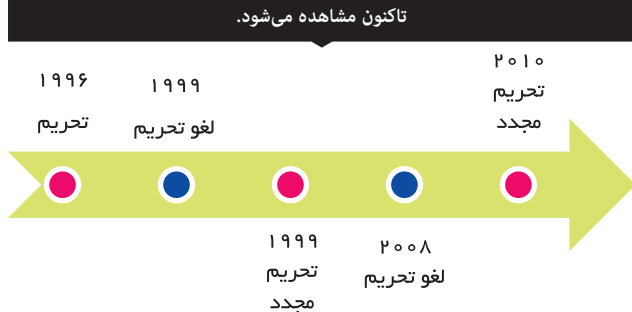 تاکنون مشاهده می‌شود.
۱۹۹۶
تحریم
۱۹۹۹
لغو تحریم
۱۹۹۹
تحریم
مجدد
۲۰۰۸
لغو تحریم
۲۰۱۰
تحریم
مجدد